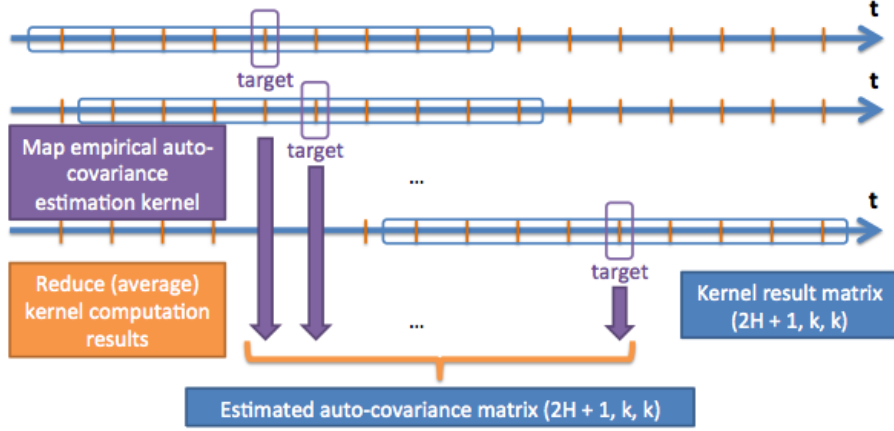 t
target
t
Map empirical auto-
covariance
estimation kernel
target
...
t
target
Reduce (average)
kernel computation
results
Kernel result matrix
(2H + 1, k, k)
...
Estimated auto-covariance matrix (2H + 1, k, k)